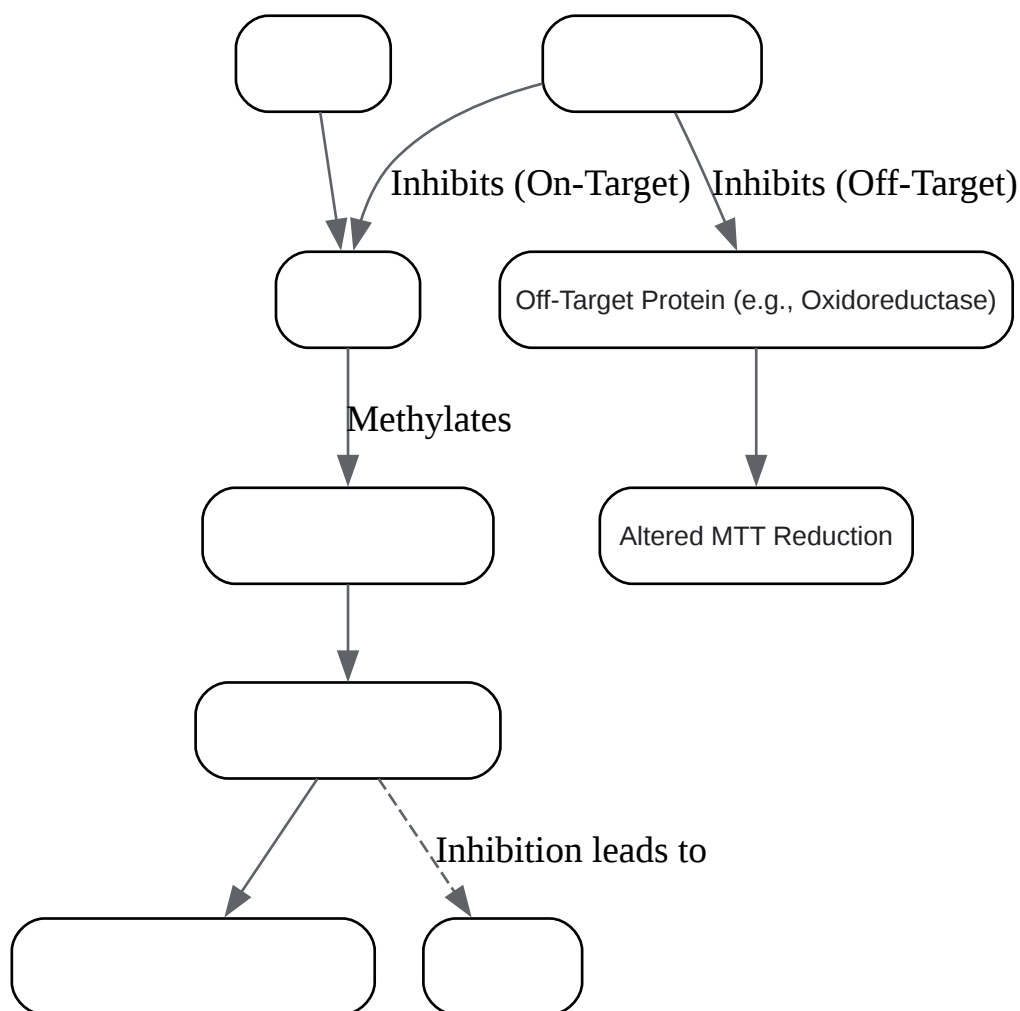 Inhibits (On-Target)
Inhibits (Off-Target)
Off-Target Protein (e.g., Oxidoreductase)
Methylates
Altered MTT Reduction
Inhibition leads to